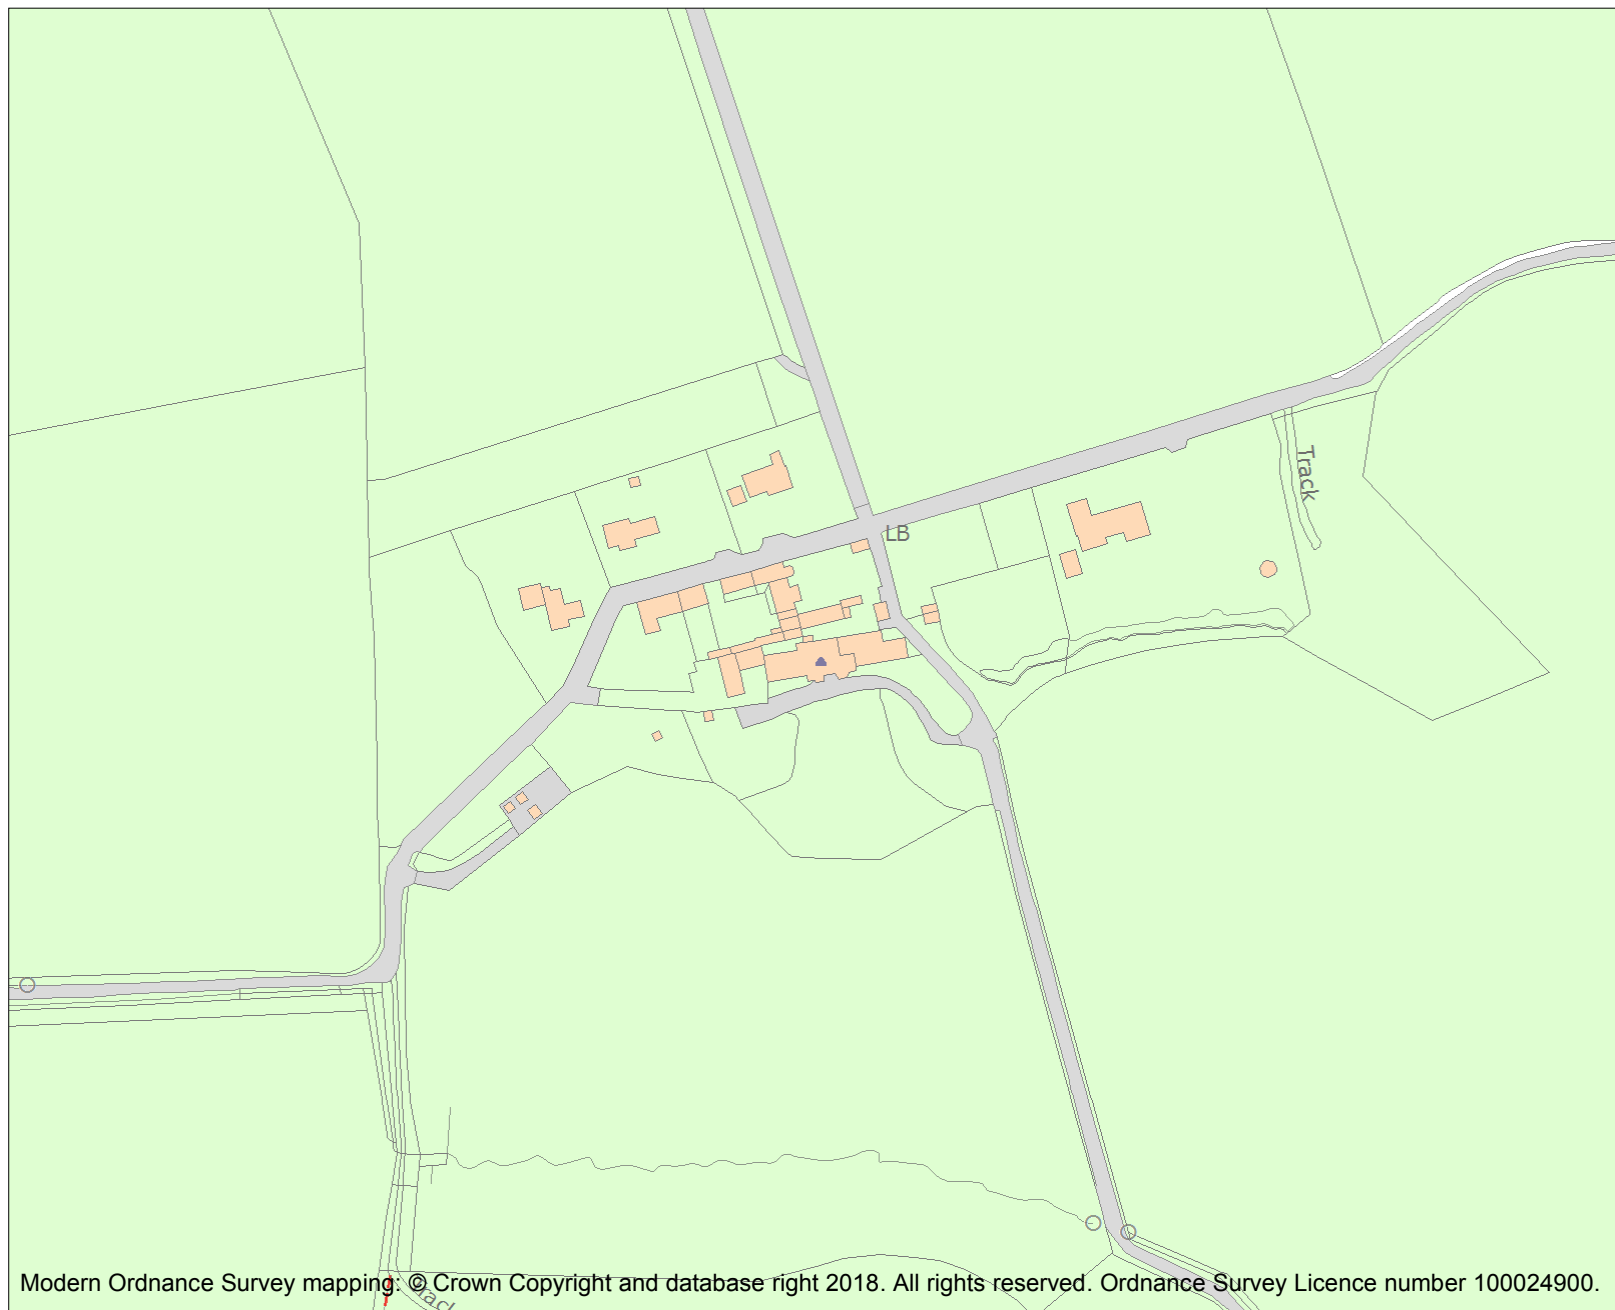 LB
Track
Modern Ordnance Survey mapping: © Crown Copyright and database right 2018. All rights reserved. Ordnance Survey Licence number 100024900.